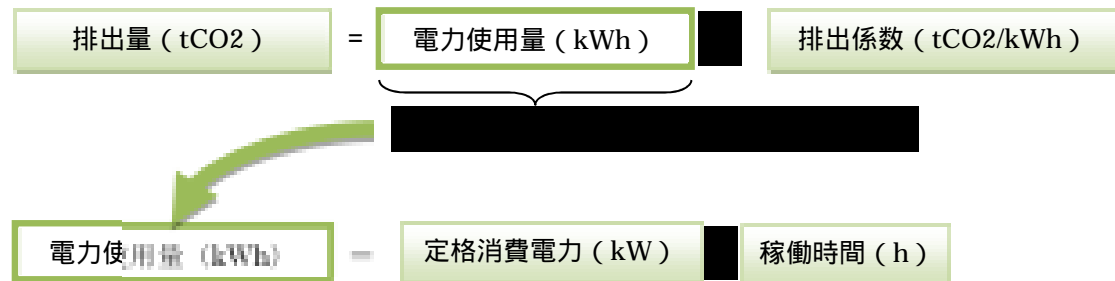 排出量（tCO2） = 電力使用量（kWh） 排出係数（tCO2/kWh）
電力使用量（kWh） = 定格消費電力（kW） 稼働時間（h）